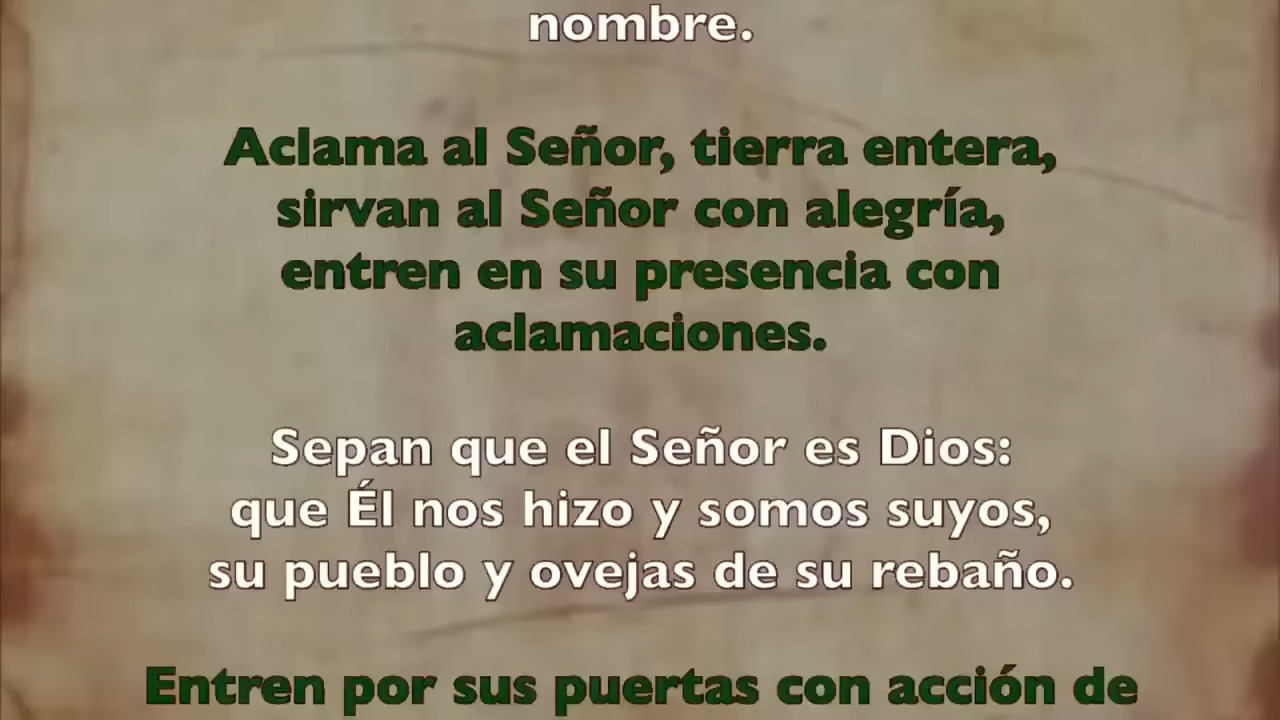 nombre.
Aclama al Señor, tierra entera,
sirvan al Señor con alegría,
entren en su presencia con
aclamaciones.
Sepan que el Señor es Dios:
que Él nos hizo y somos suyos,
su pueblo y ovejas de su rebaño.
Entren por sus puertas con acción de